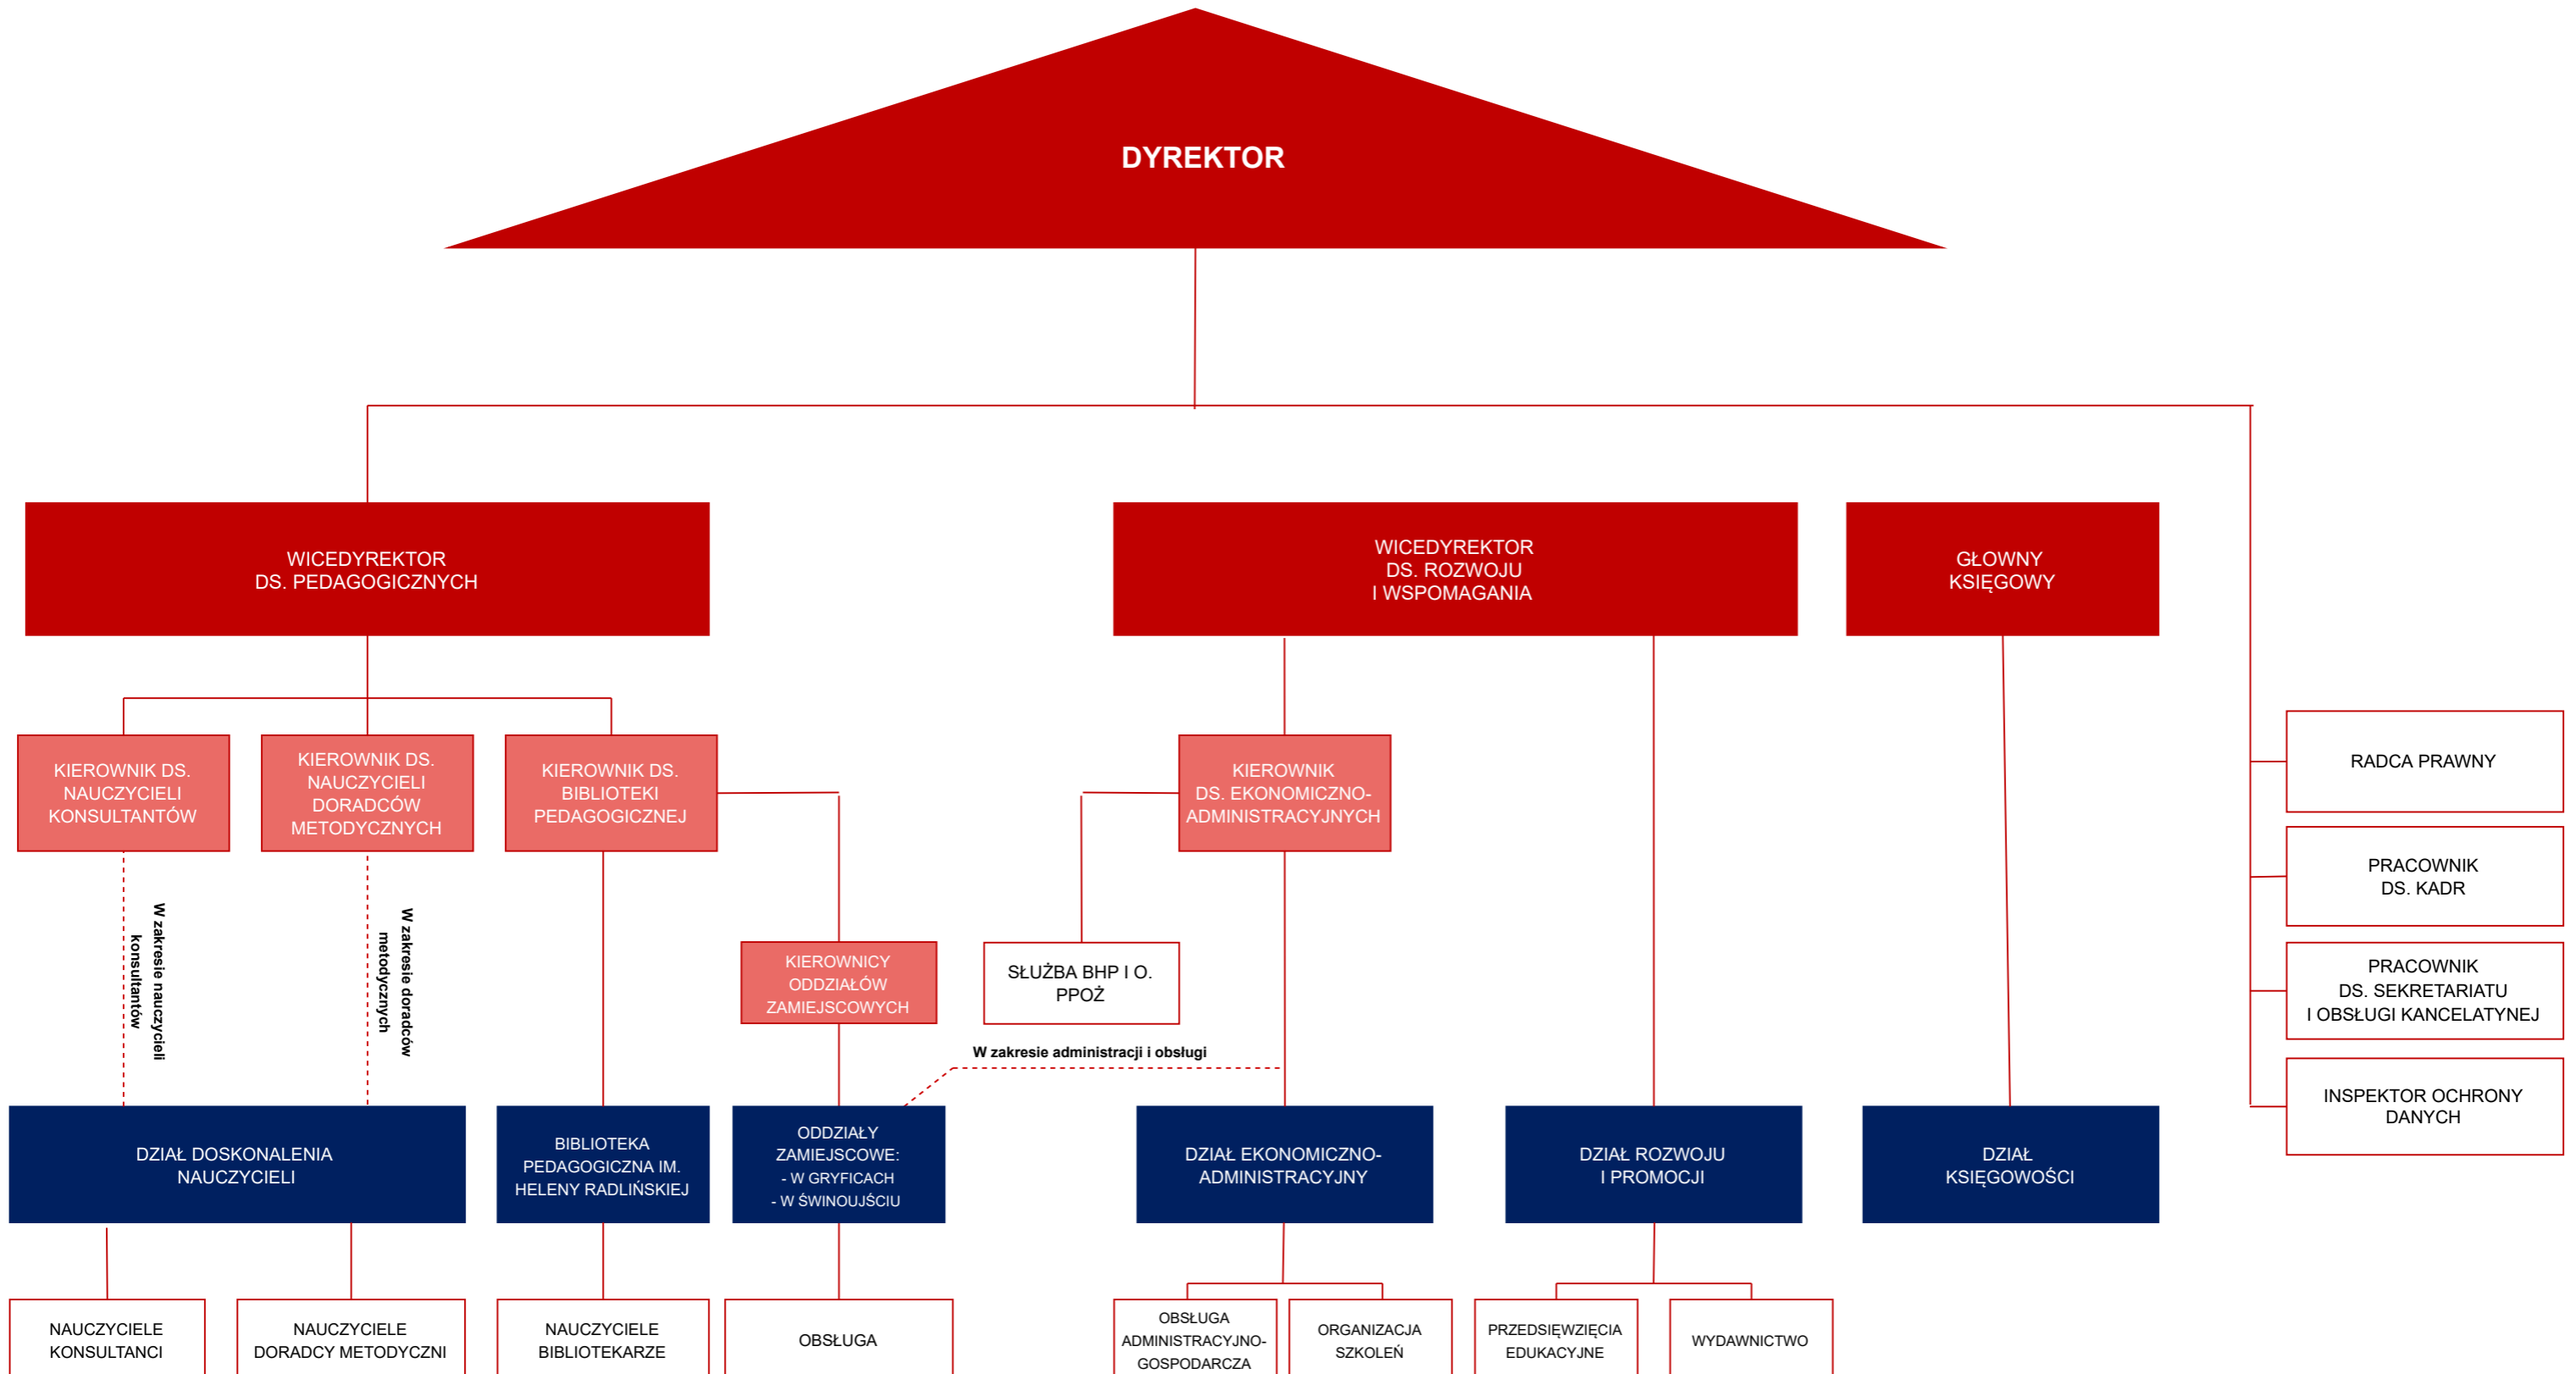 DYREKTOR
WICEDYREKTOR
DS. PEDAGOGICZNYCH
WICEDYREKTOR
DS. ROZWOJU
I WSPOMAGANIA
GŁOWNY
KSIĘGOWY
KIEROWNIK DS.
NAUCZYCIELI
KONSULTANTÓW
KIEROWNIK DS.
NAUCZYCIELI
DORADCÓW
METODYCZNYCH
KIEROWNIK DS.
BIBLIOTEKI
PEDAGOGICZNEJ
KIEROWNIK
DS. EKONOMICZNO-
ADMINISTRACYJNYCH
RADCA PRAWNY
PRACOWNIK
DS. KADR
PRACOWNIK
DS. SEKRETARIATU
I OBSŁUGI KANCELATYNEJ
INSPEKTOR OCHRONY
DANYCH
W zakresie nauczycieli
konsultantów
W zakresie doradców
metodycznych
KIEROWNICY
ODDZIAŁÓW
ZAMIEJSCOWYCH
SŁUŻBA BHP I O.
PPOŻ
W zakresie administracji i obsługi
DZIAŁ DOSKONALENIA
NAUCZYCIELI
BIBLIOTEKA
PEDAGOGICZNA IM.
HELENY RADLIŃSKIEJ
ODDZIAŁY
ZAMIEJSCOWE:
- W GRYFICACH
- W ŚWINOUJŚCIU
DZIAŁ EKONOMICZNO-
ADMINISTRACYJNY
DZIAŁ ROZWOJU
I PROMOCJI
DZIAŁ
KSIĘGOWOŚCI
NAUCZYCIELE
KONSULTANCI
NAUCZYCIELE
DORADCY METODYCZNI
NAUCZYCIELE
BIBLIOTEKARZE
OBSŁUGA
OBSŁUGA
ADMINISTRACYJNO-
GOSPODARCZA
ORGANIZACJA
SZKOLEŃ
PRZEDSIĘWZIĘCIA
EDUKACYJNE
WYDAWNICTWO